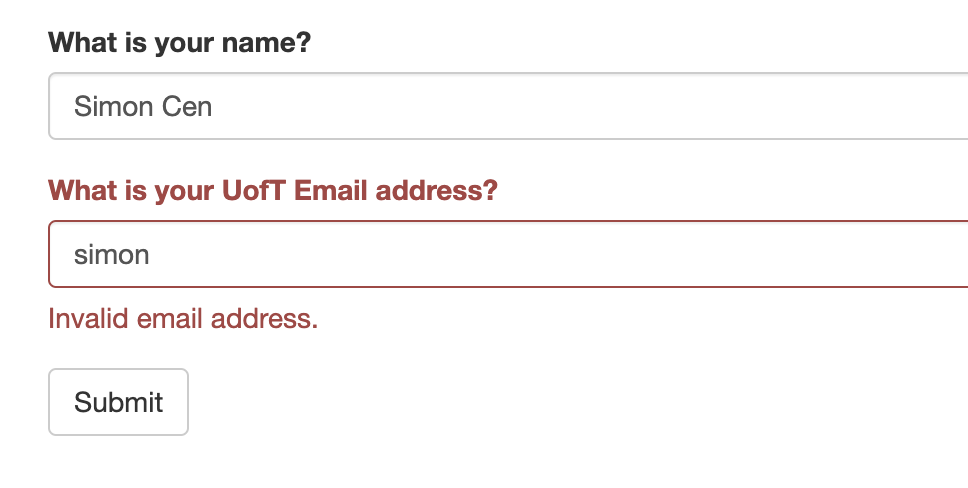 What is your name?
Simon Cen
What is your UofT Email address?
simon
Invalid email address.
Submit